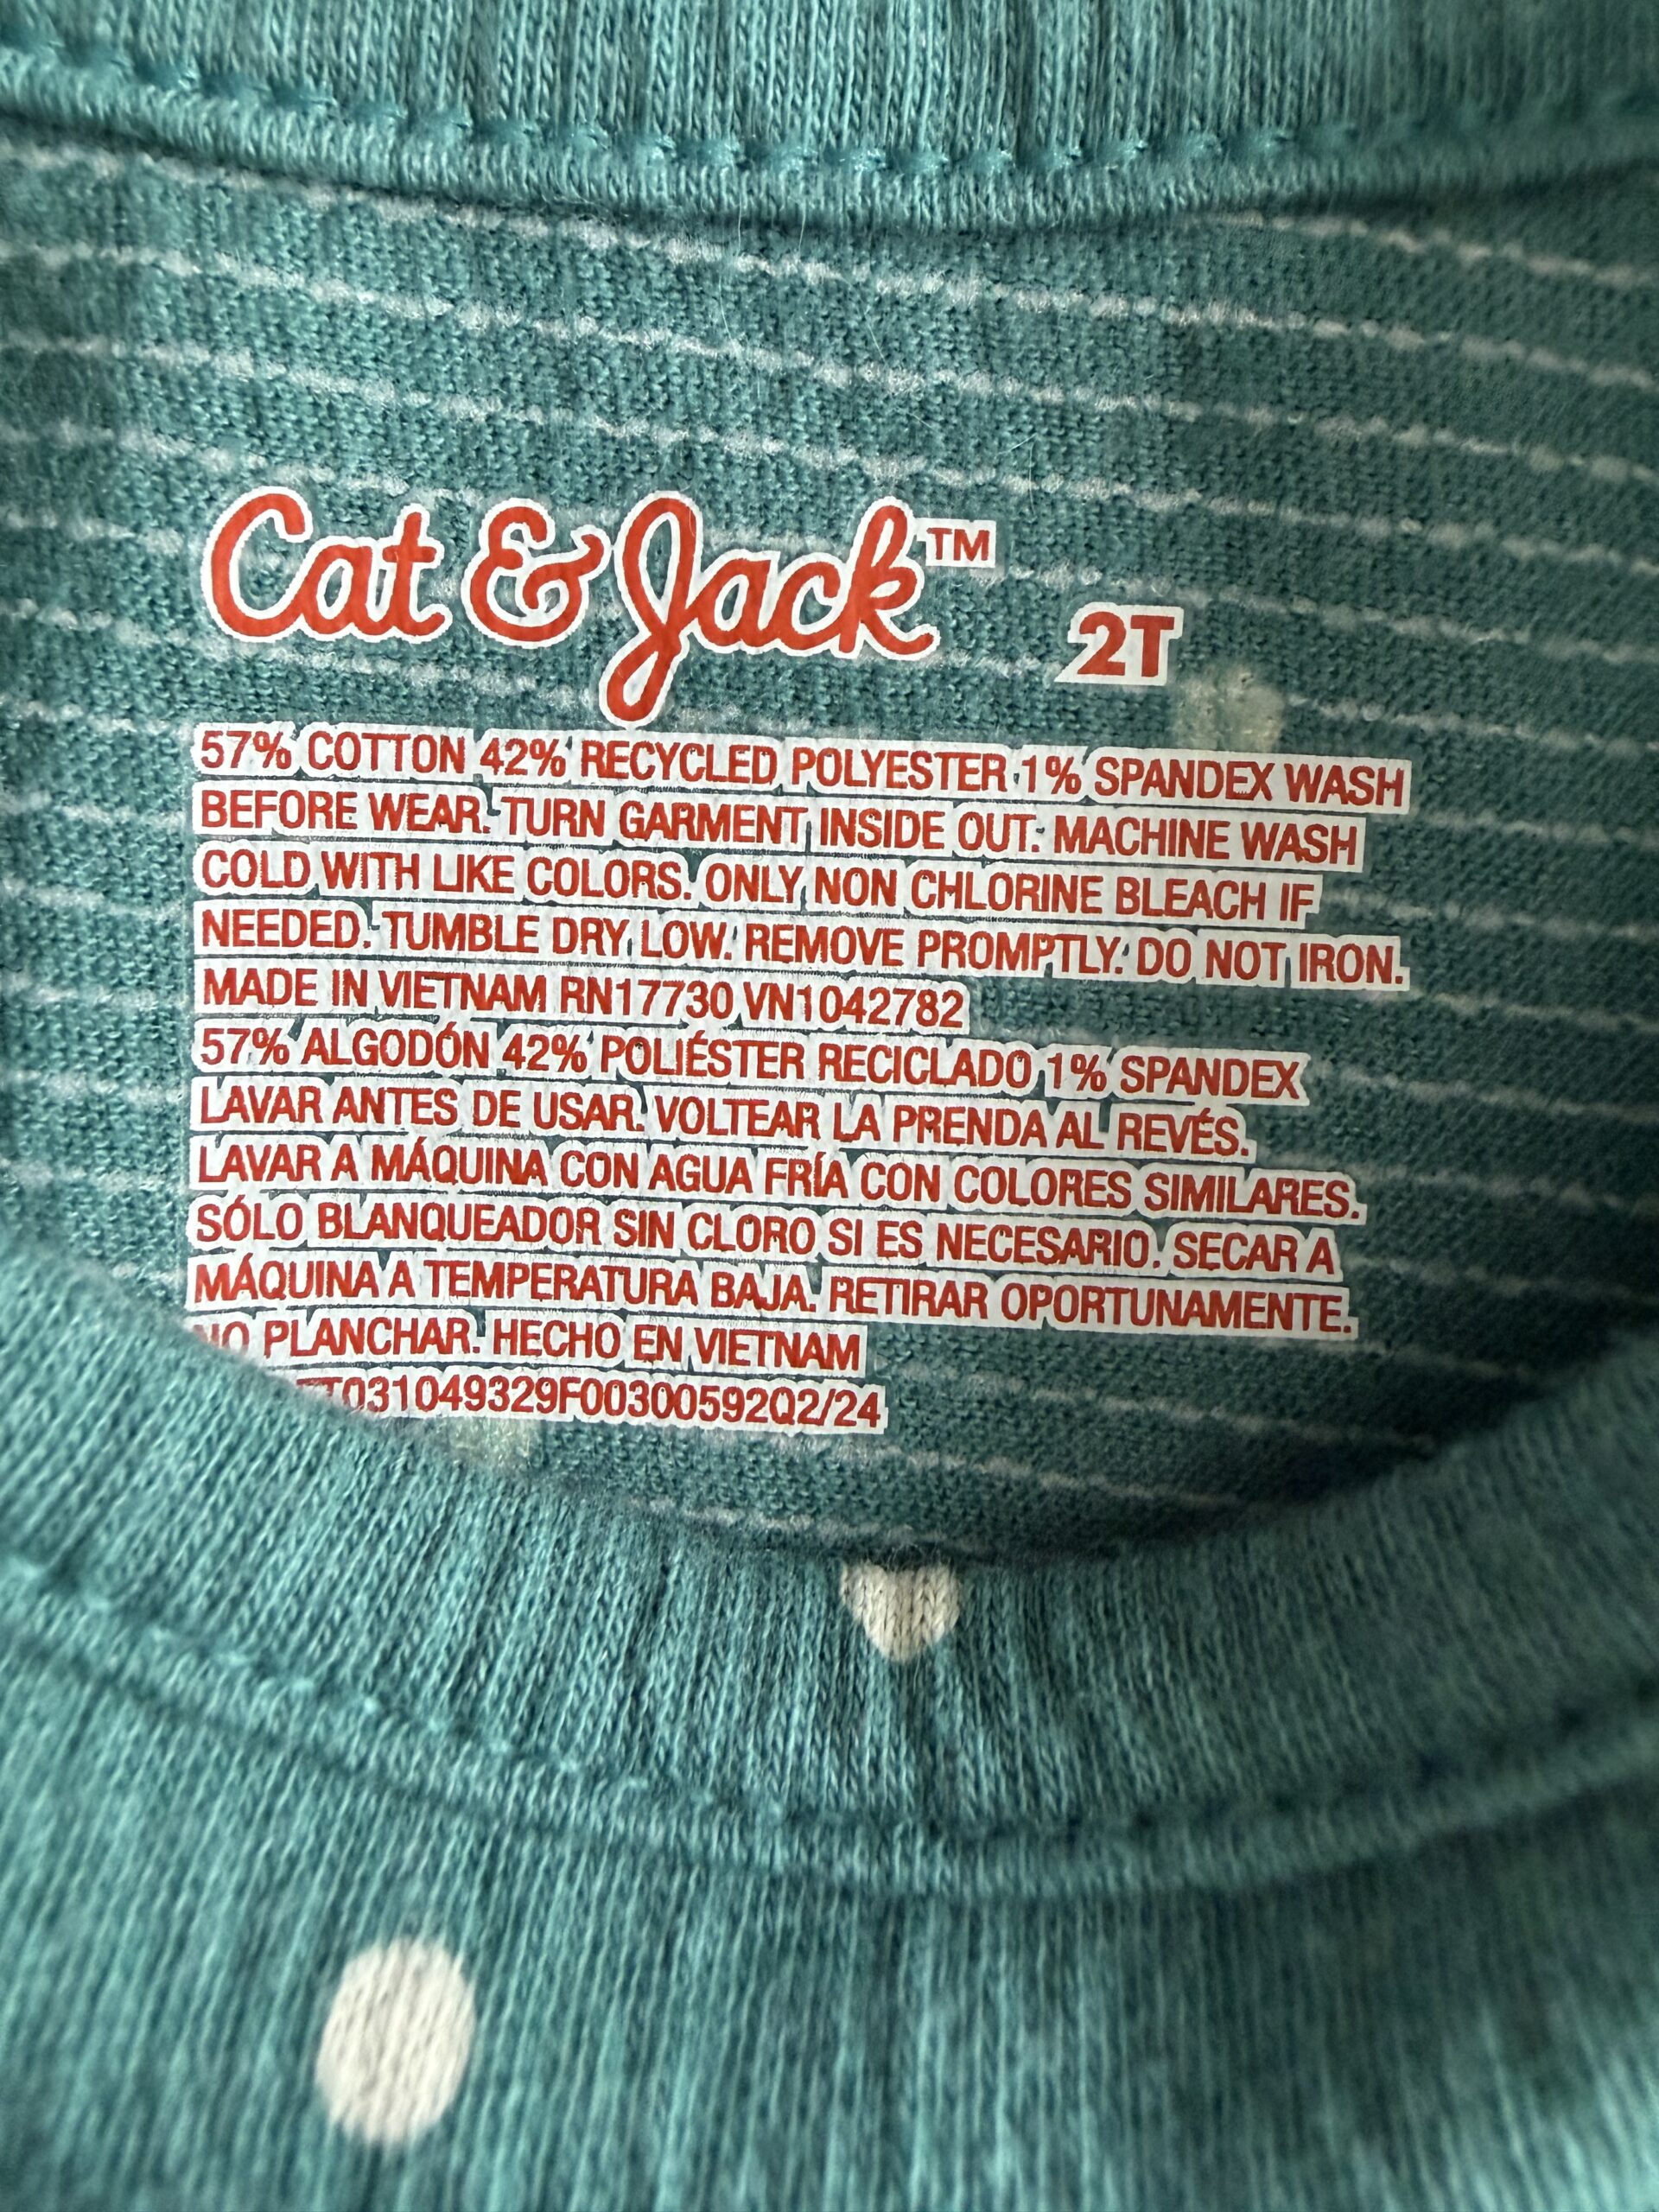 Cat & Jack™ 2T
57% COTTON 42% RECYCLED POLYESTER 1% SPANDEX WASH
BEFORE WEAR. TURN GARMENT INSIDE OUT. MACHINE WASH
COLD WITH LIKE COLORS. ONLY NON CHLORINE BLEACH IF
NEEDED. TUMBLE DRY LOW. REMOVE PROMPTLY. DO NOT IRON.
MADE IN VIETNAM RN17730 VN1042782
57% ALGODÓN 42% POLIÉSTER RECICLADO 1% SPANDEX
LAVAR ANTES DE USAR. VOLTEAR LA PRENDA AL REVÉS.
LAVAR A MÁQUINA CON AGUA FRÍA CON COLORES SIMILARES.
SÓLO BLANQUEADOR SIN CLORO SI ES NECESARIO. SECAR A
MÁQUINA A TEMPERATURA BAJA. RETIRAR OPORTUNAMENTE.
NO PLANCHAR. HECHO EN VIETNAM